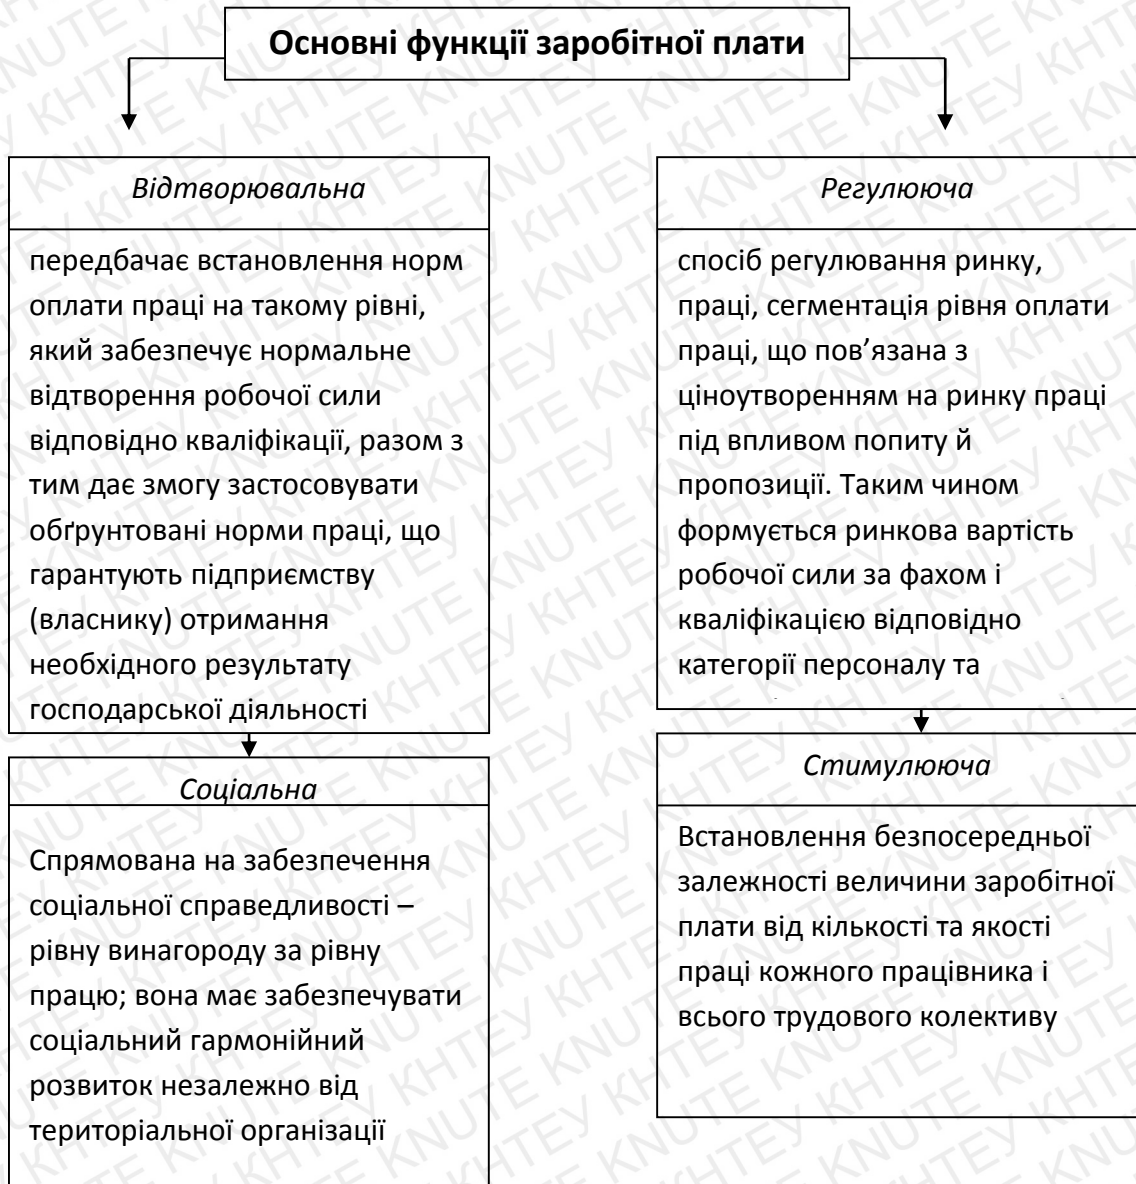 Основні функції заробітної плати
Відтворювальна
передбачає встановлення норм
оплати праці на такому рівні,
який забезпечує нормальне
відтворення робочої сили
відповідно кваліфікації, разом з
тим дає змогу застосовувати
обґрунтовані норми праці, що
гарантують підприємству
(власнику) отримання
необхідного результату
господарської діяльності
Регулююча
спосіб регулювання ринку,
праці, сегментація рівня оплати
праці, що пов’язана з
ціноутворенням на ринку праці
під впливом попиту й
пропозиції. Таким чином
формується ринкова вартість
робочої сили за фахом і
кваліфікацією відповідно
категорії персоналу та
Соціальна
Спрямована на забезпечення
соціальної справедливості –
рівну винагороду за рівну
працю; вона має забезпечувати
соціальний гармонійний
розвиток незалежно від
територіальної організації
Стимулююча
Встановлення безпосередньої
залежності величини заробітної
плати від кількості та якості
праці кожного працівника і
всього трудового колективу